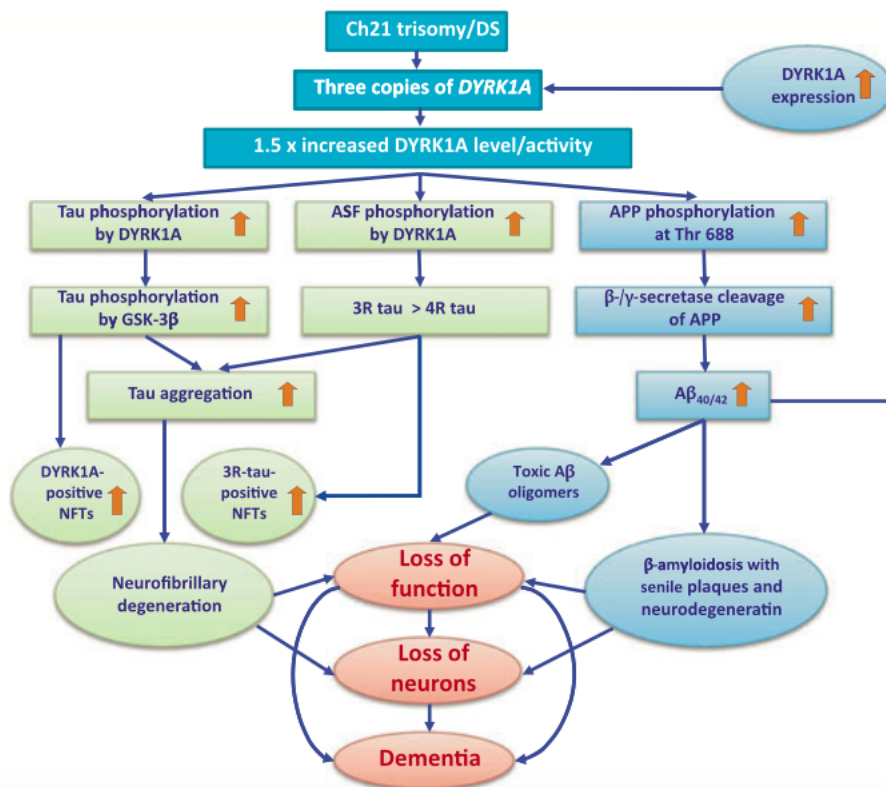 Ch21 trisomy/DS
Three copies of DYRK1A
DYRK1A
expression
1.5 x increased DYRK1A level/activity
Tau phosphorylation
by DYRK1A
ASF phosphorylation
by DYRK1A
APP phosphorylation
at Thr 688
Tau phosphorylation
by GSK-3β
3R tau > 4R tau
β-/γ-secretase cleavage
of APP
Tau aggregation
Aβ40/42
DYRK1A-
positive
NFTs
3R-tau-
positive
NFTs
Toxic Aβ
oligomers
Neurofibrillary
degeneration
Loss of
function
β-amyloidosis with
senile plaques and
neurodegeneratin
Loss of
neurons
Dementia